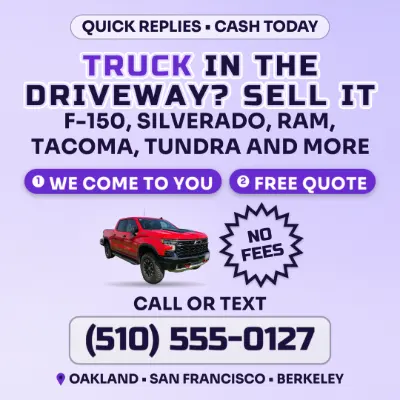 QUICK REPLIES • CASH TODAY
TRUCK IN THE
DRIVEWAY? SELL IT
F-150, SILVERADO, RAM,
TACOMA, TUNDRA AND MORE
1 WE COME TO YOU
2 FREE QUOTE
NO
FEES
CALL OR TEXT
(510) 555-0127
OAKLAND • SAN FRANCISCO • BERKELEY